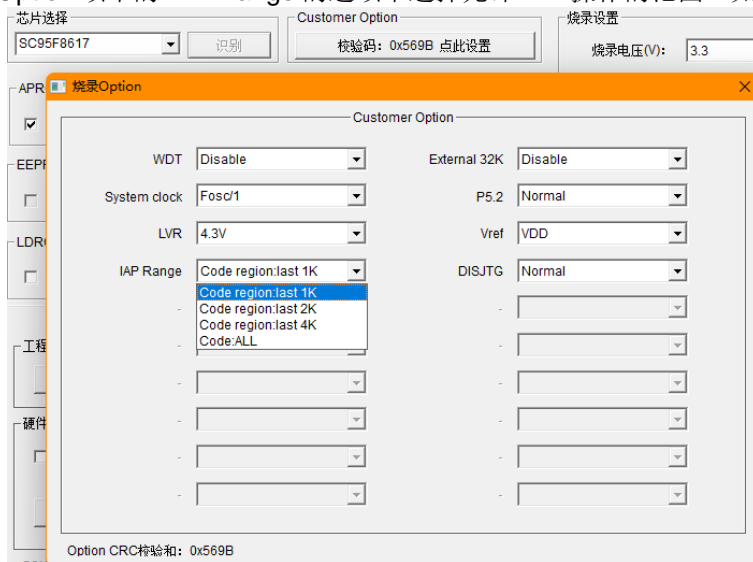 芯片选择
Customer Option
烧录设置
SC95F8617
识别
校验码：0x569B 点此设置
烧录电压(V)：
3.3
烧录Option
Customer Option
WDT
Disable
External 32K
Disable
System clock
Fosc/1
P5.2
Normal
LVR
4.3V
Vref
VDD
IAP Range
Code region:last 1K
DISJTG
Normal
Code region:last 1K
Code region:last 2K
Code region:last 4K
Code:ALL
Option CRC校验和：0x569B